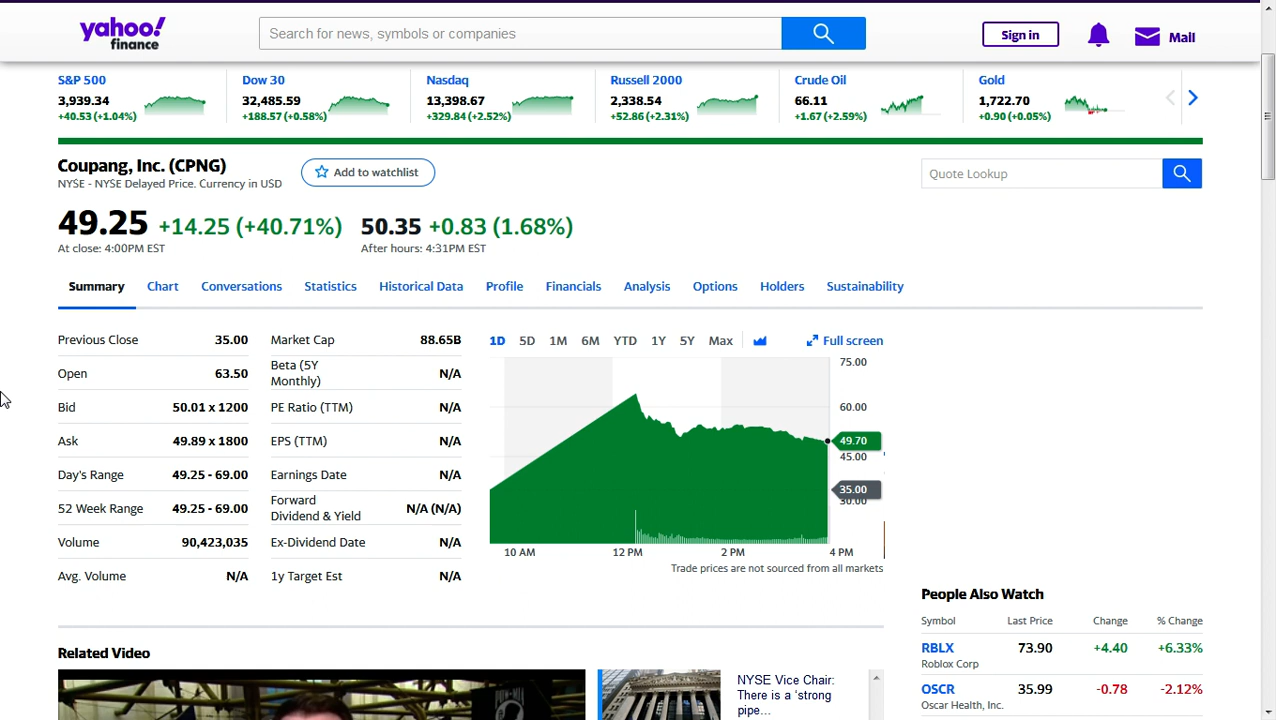 yahoo!
finance
Search for news, symbols or companies
Sign in
Mail
S&P 500
3,939.34
+40.53 (+1.04%)
Dow 30
32,485.59
+188.57 (+0.58%)
Nasdaq
13,398.67
+329.84 (+2.52%)
Russell 2000
2,338.54
+52.86 (+2.31%)
Crude Oil
66.11
+1.67 (+2.59%)
Gold
1,722.70
+0.90 (+0.05%)
Coupang, Inc. (CPNG)
NYSE - NYSE Delayed Price. Currency in USD
Add to watchlist
Quote Lookup
49.25 +14.25 (+40.71%)
At close: 4:00PM EST
50.35 +0.83 (1.68%)
After hours: 4:31PM EST
Summary Chart Conversations Statistics Historical Data Profile Financials Analysis Options Holders Sustainability
Previous Close 35.00
Open 63.50
Bid 50.01 x 1200
Ask 49.89 x 1800
Day's Range 49.25 - 69.00
52 Week Range 49.25 - 69.00
Volume 90,423,035
Avg. Volume N/A
Market Cap 88.65B
Beta (5Y
Monthly) N/A
PE Ratio (TTM) N/A
EPS (TTM) N/A
Earnings Date N/A
Forward
Dividend & Yield N/A (N/A)
Ex-Dividend Date N/A
1y Target Est N/A
1D 5D 1M 6M YTD 1Y 5Y Max Full screen
75.00
60.00
49.70
45.00
35.00
30.00
10 AM 12 PM 2 PM 4 PM
Trade prices are not sourced from all markets
People Also Watch
Symbol Last Price Change % Change
RBLX 73.90 +4.40 +6.33%
Roblox Corp
OSCR 35.99 -0.78 -2.12%
Oscar Health, Inc.
Related Video
NYSE Vice Chair:
There is a 'strong
pipe...